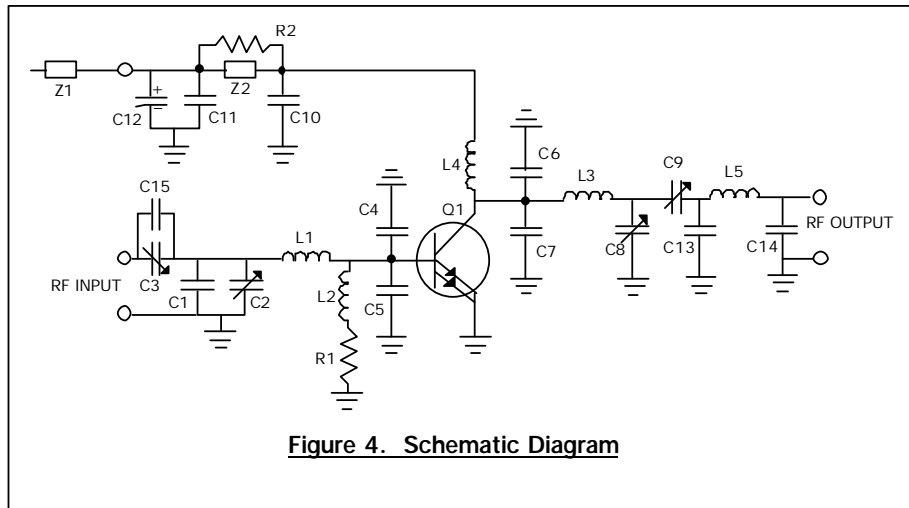 R2
Z1
Z2
C12
+
−
C11
C10
L4
C6
C9
L3
L5
C15
C4
Q1
L1
RF OUTPUT
C3
C7
C8
C13
C14
RF INPUT
C1
C2
L2
C5
R1
Figure 4. Schematic Diagram